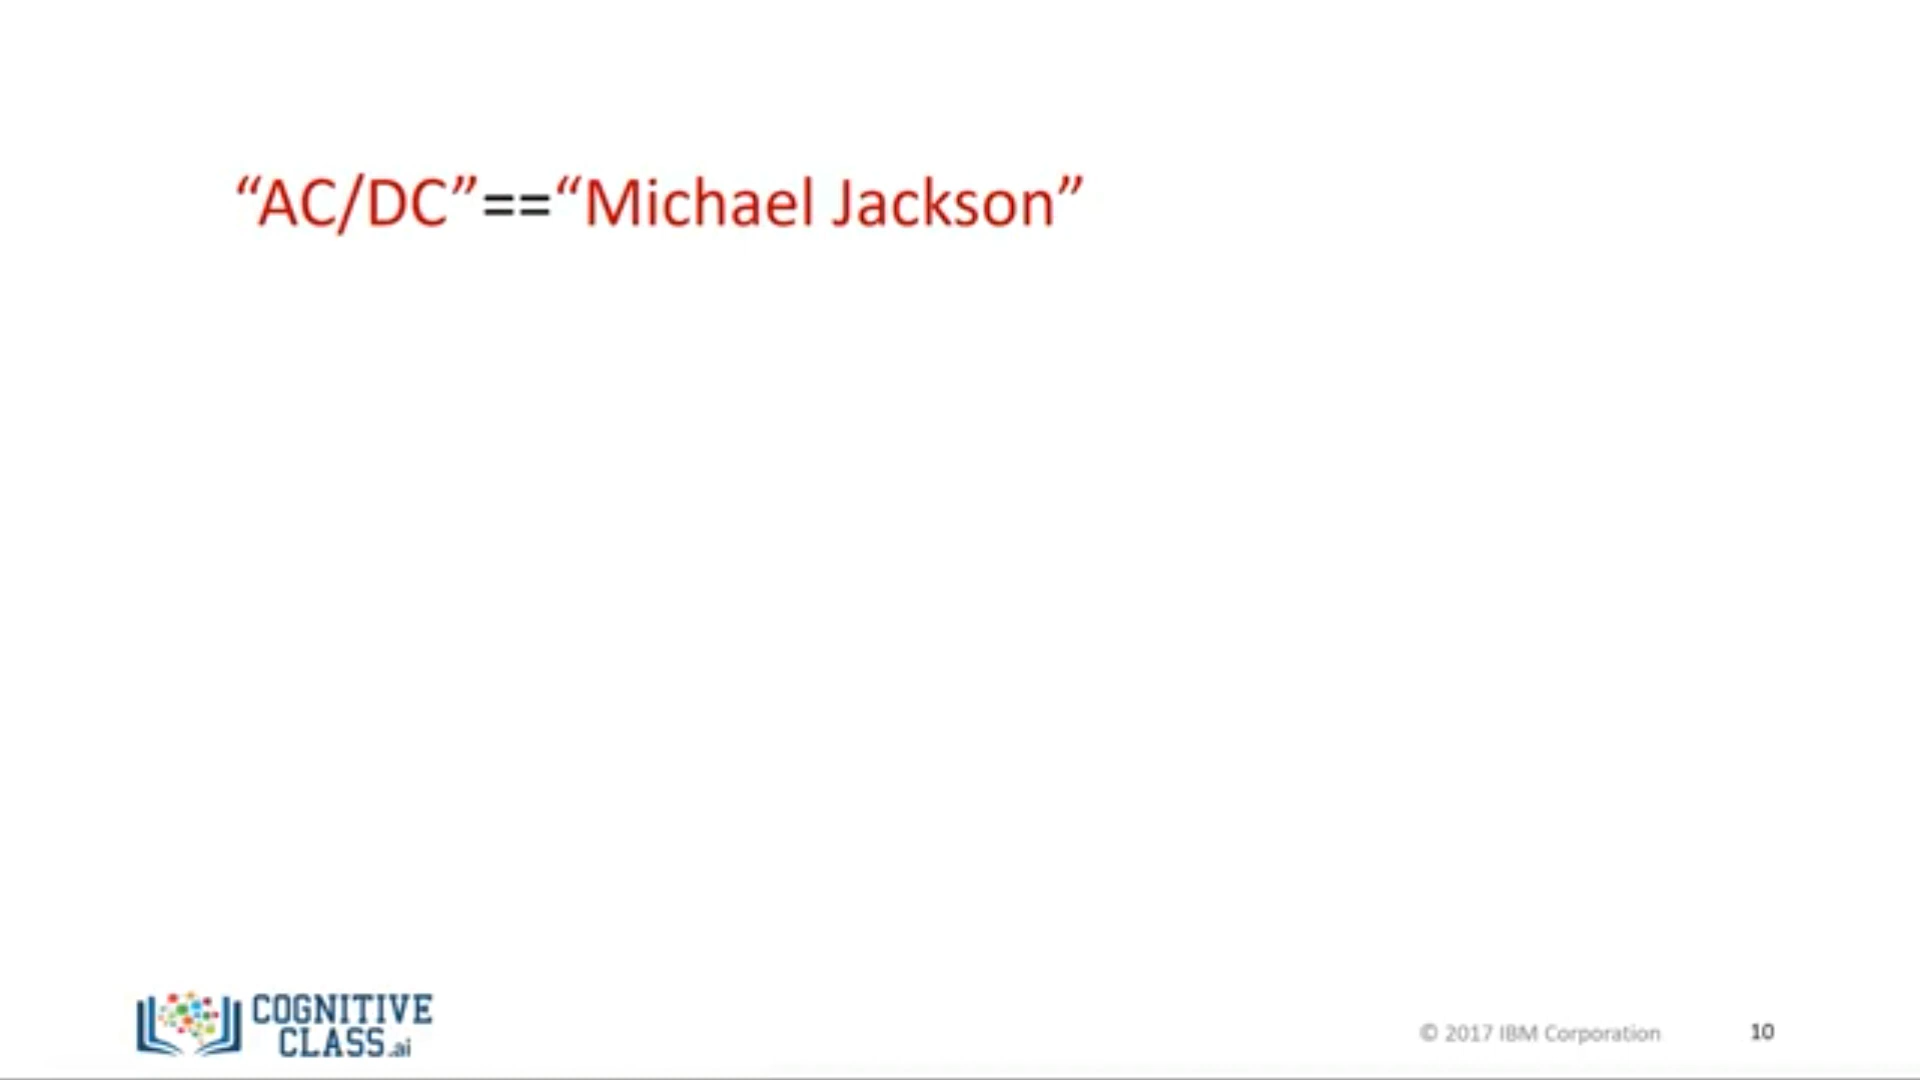 “AC/DC”==“Michael Jackson”
COGNITIVE
CLASS.ai
© 2017 IBM Corporation 10